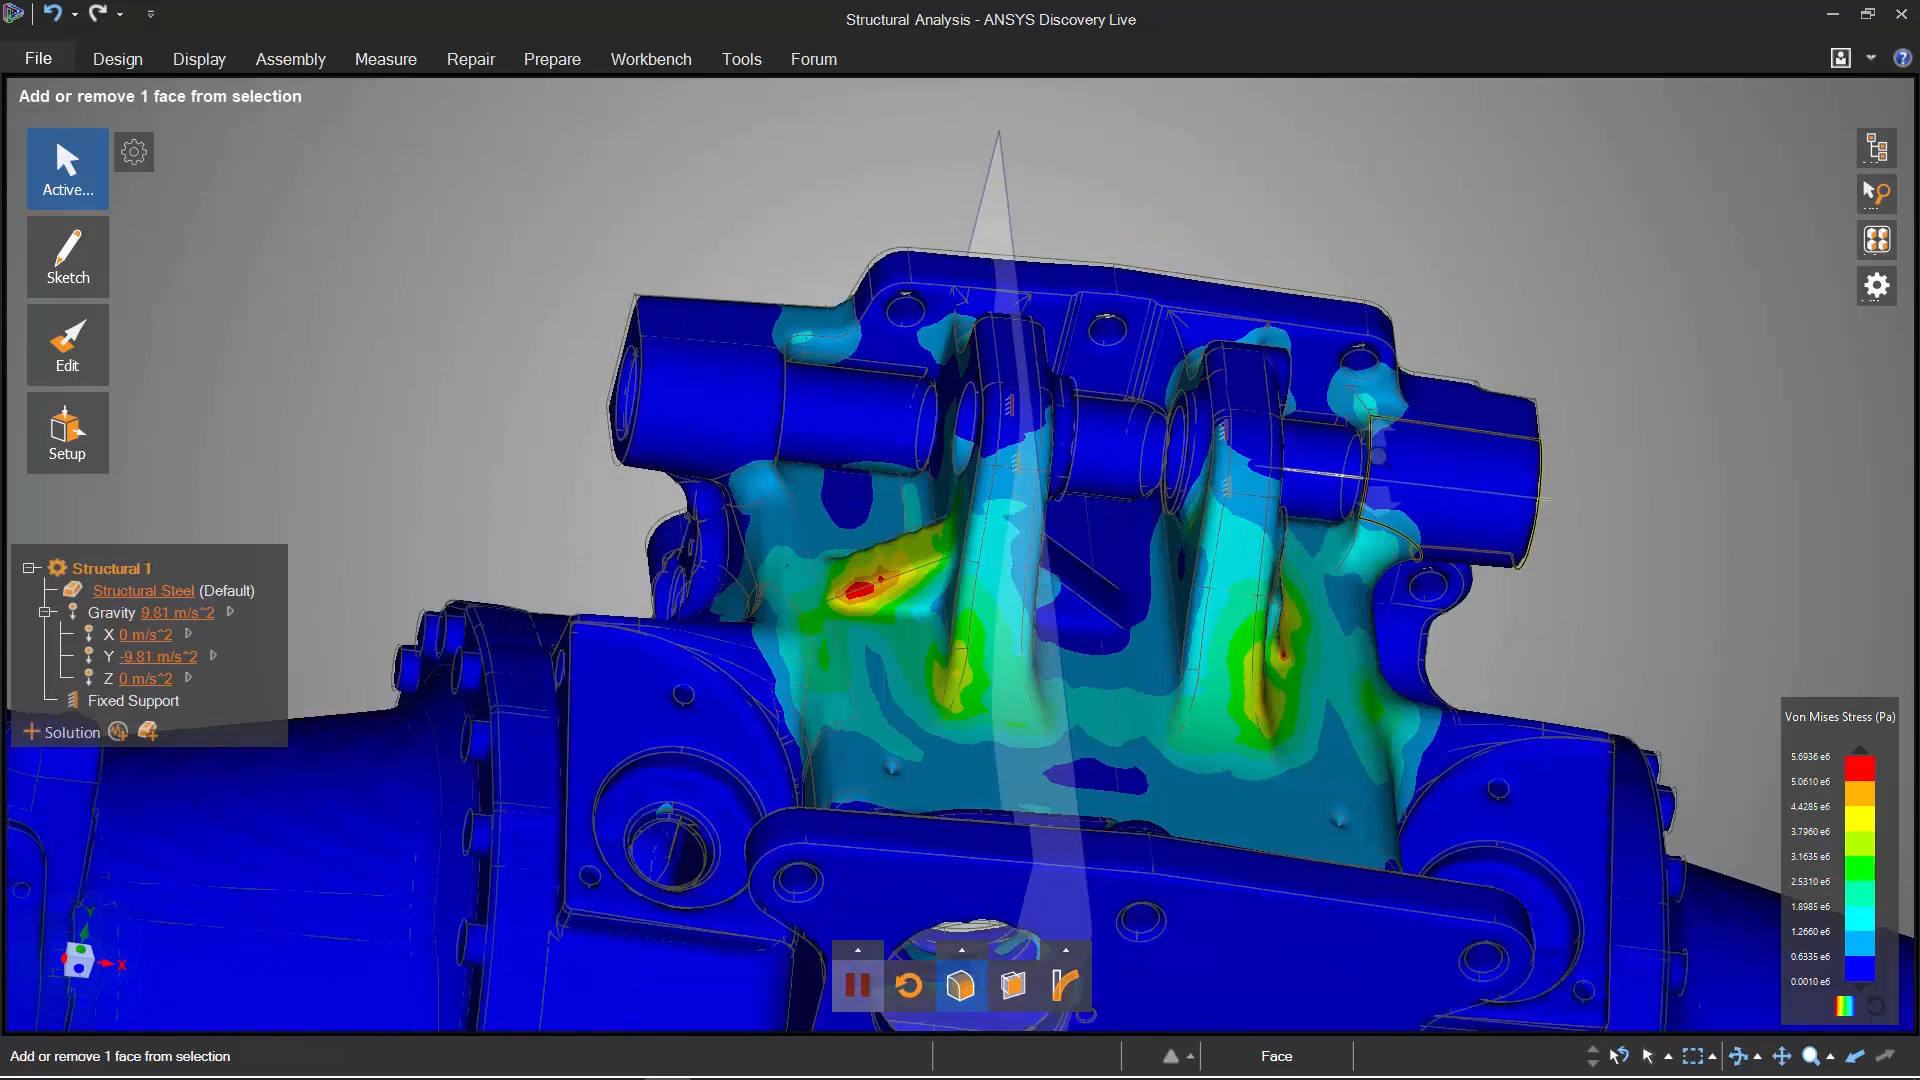 Structural Analysis - ANSYS Discovery Live
File Design Display Assembly Measure Repair Prepare Workbench Tools Forum
Add or remove 1 face from selection
Active...
Sketch
Edit
Setup
Structural 1
Structural Steel (Default)
Gravity 9.81 m/s^2
X 0 m/s^2
Y -9.81 m/s^2
Z 0 m/s^2
Fixed Support
Solution
Von Mises Stress (Pa)
5.6936 e6
5.0610 e6
4.4285 e6
3.7960 e6
3.1635 e6
2.5310 e6
1.8985 e6
1.2660 e6
0.6335 e6
0.0010 e6
Y
X
Add or remove 1 face from selection
Face